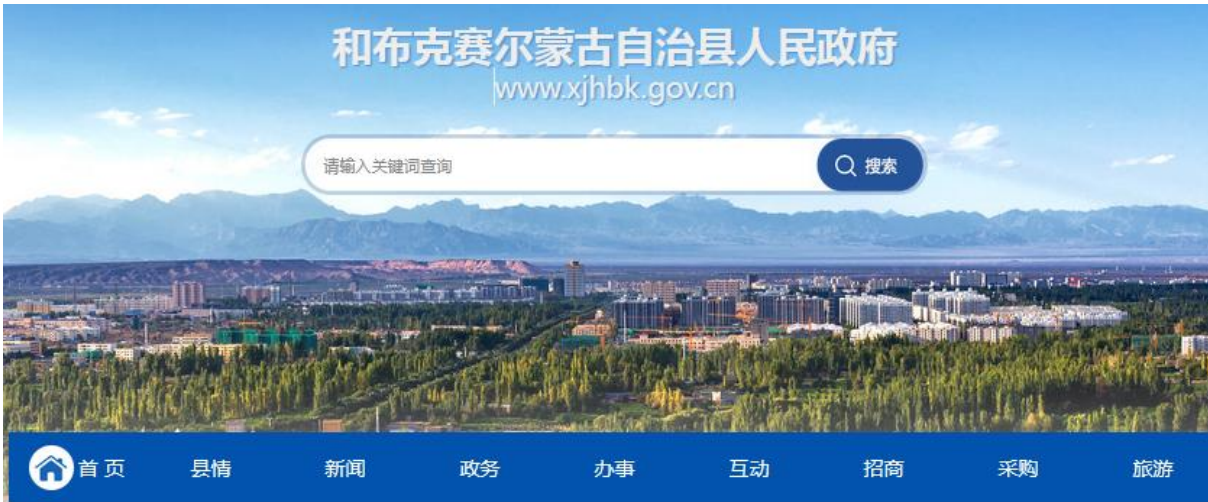 和布克赛尔蒙古自治县人民政府
www.xjhbk.gov.cn
请输入关键词查询 搜索
首页 县情 新闻 政务 办事 互动 招商 采购 旅游